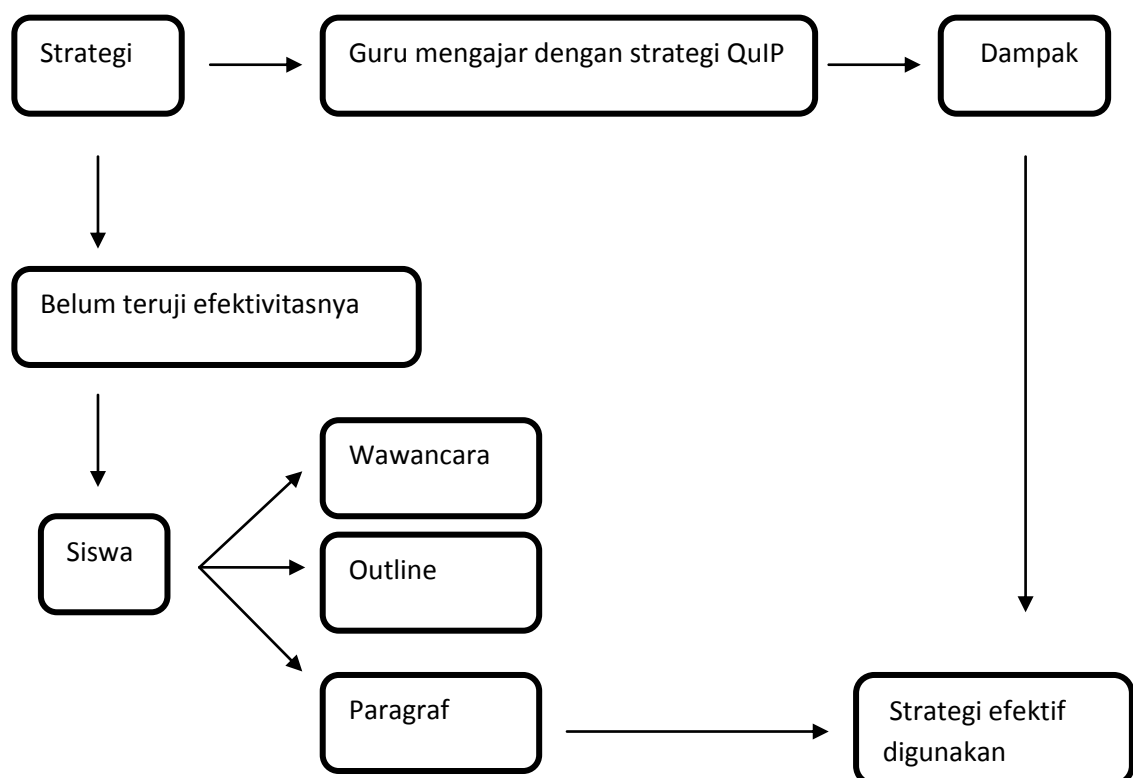 Strategi
Guru mengajar dengan strategi QuIP
Dampak
Belum teruji efektivitasnya
Wawancara
Siswa
Outline
Paragraf
Strategi efektif
digunakan